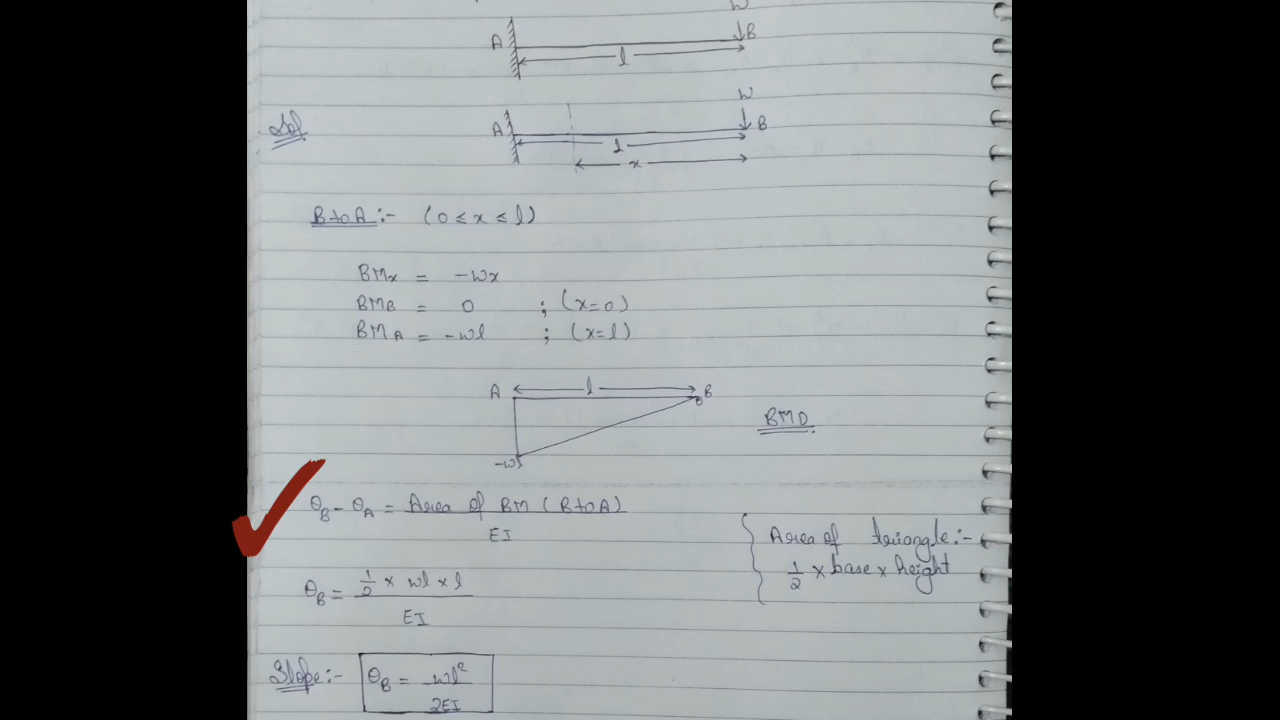 W
A B
l
W
Sol A B
l
x
B to A :- (0 ≤ x ≤ l)
BMx = -wx
BMB = 0 ; (x=0)
BMA = -wl ; (x=l)
A l B
0
BMD
-wl
θB - θA = Area of BM (B to A)
EI
{ Area of triangle:-
1/2 × base × height
θB = 1/2 × wl × l
EI
Slope:- θB = wl²
2EI